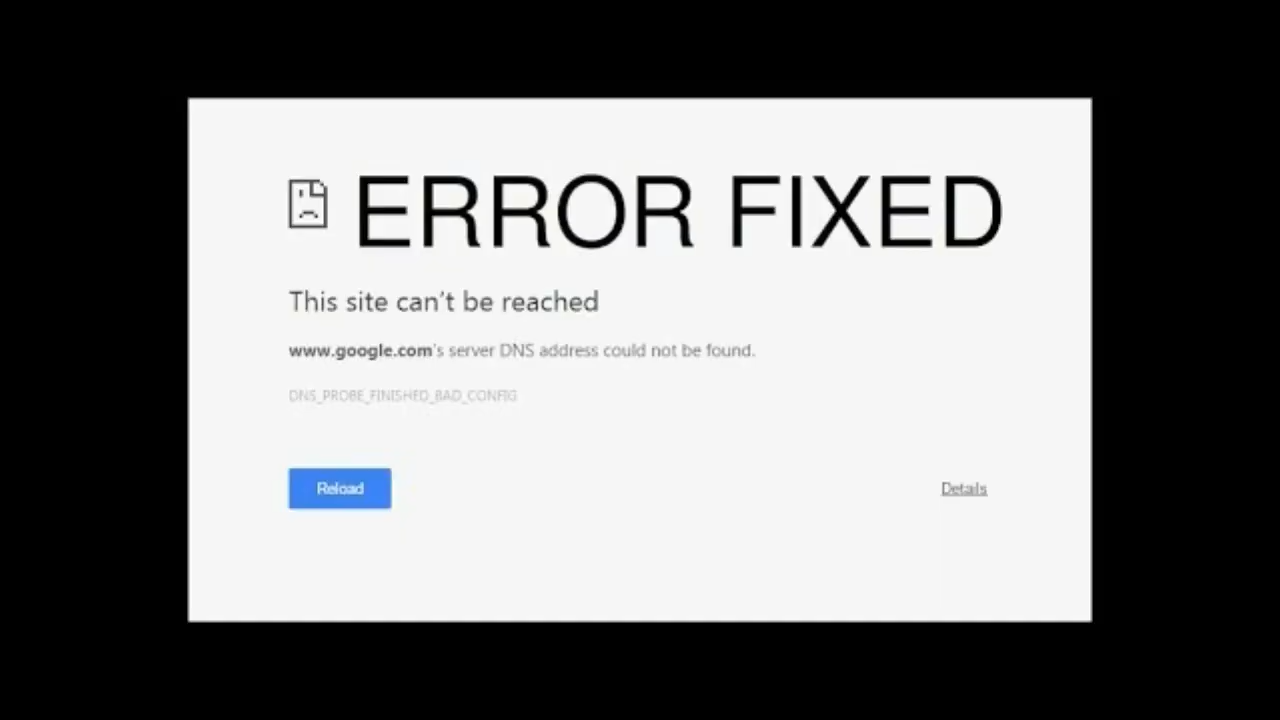 ERROR FIXED
This site can't be reached
www.google.com's server DNS address could not be found.
DNS_PROBE_FINISHED_BAD_CONFIG
Reload
Details